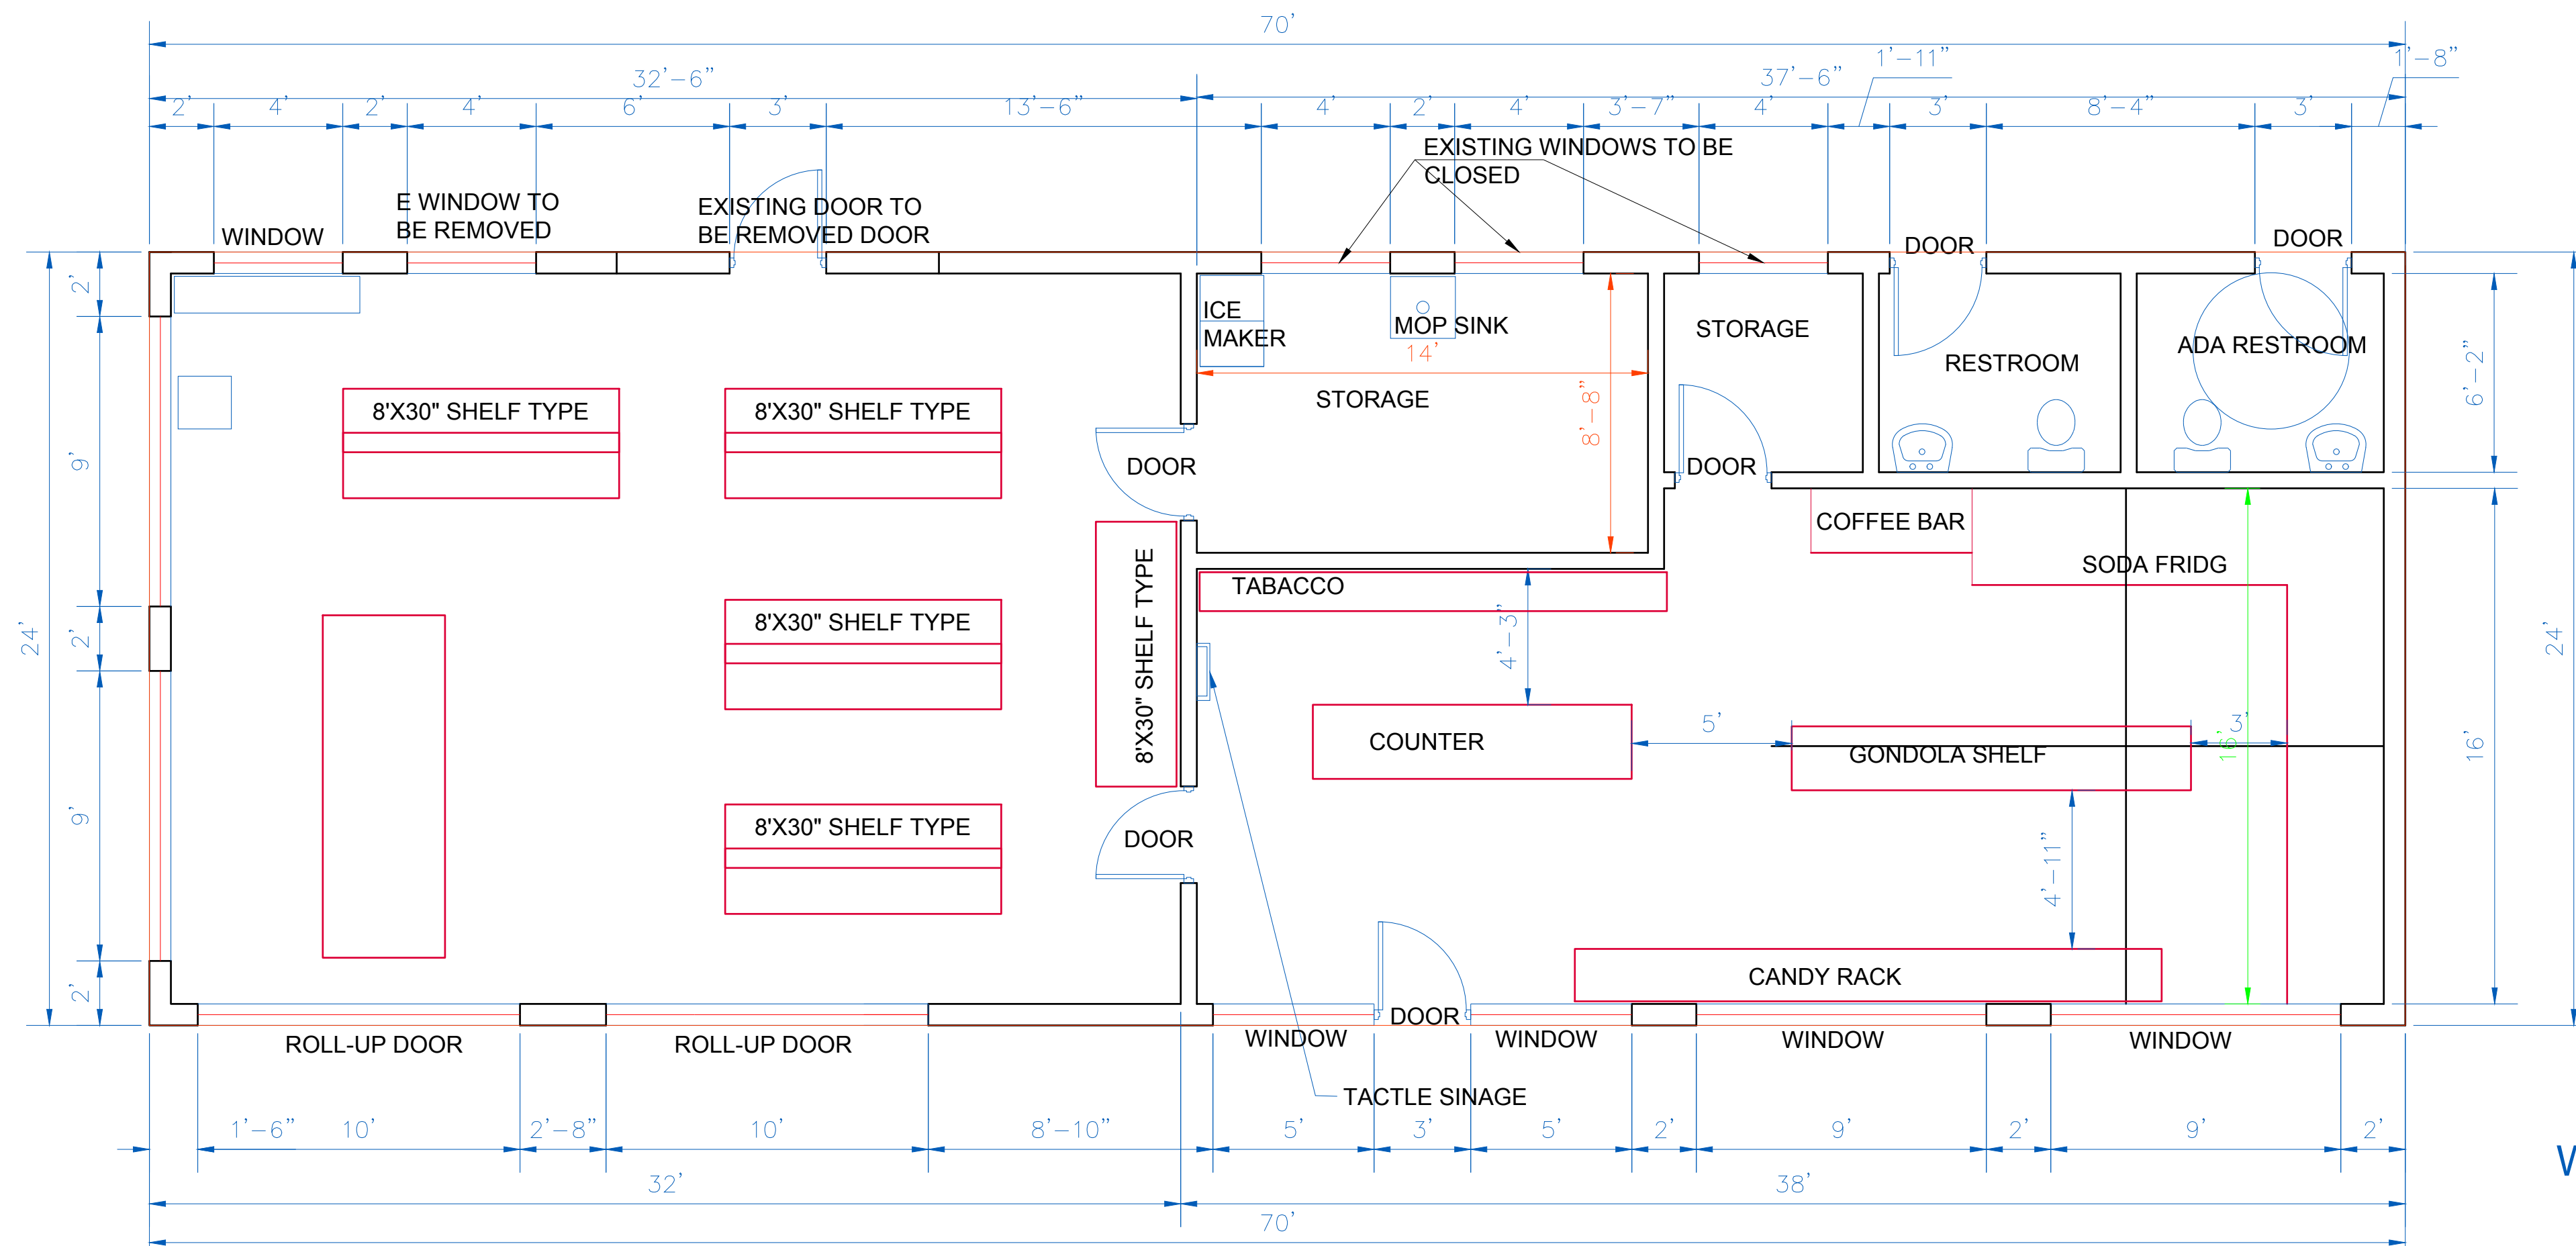 70'
32'-6"
37'-6"
1'-11"
1'-8"
2'
4'
2'
4'
6'
3'
13'-6"
4'
2'
4'
3'-7"
4'
3'
8'-4"
3'
EXISTING WINDOWS TO BE
CLOSED
E WINDOW TO
BE REMOVED
EXISTING DOOR TO
BE REMOVED DOOR
WINDOW
DOOR
DOOR
2'
ICE
MAKER
MOP SINK
14'
STORAGE
STORAGE
RESTROOM
ADA RESTROOM
6'-2"
8'X30" SHELF TYPE
8'X30" SHELF TYPE
8'-8"
9'
DOOR
DOOR
COFFEE BAR
SODA FRIDG
TABACCO
24'
2'
8'X30" SHELF TYPE
8'X30" SHELF TYPE
4'-3"
24'
COUNTER
5'
GONDOLA SHELF
3'
16'
16'
9'
8'X30" SHELF TYPE
DOOR
4'-11"
2'
CANDY RACK
DOOR
ROLL-UP DOOR
ROLL-UP DOOR
WINDOW
WINDOW
WINDOW
WINDOW
TACTLE SINAGE
1'-6"
10'
2'-8"
10'
8'-10"
5'
3'
5'
2'
9'
2'
9'
2'
32'
38'
70'